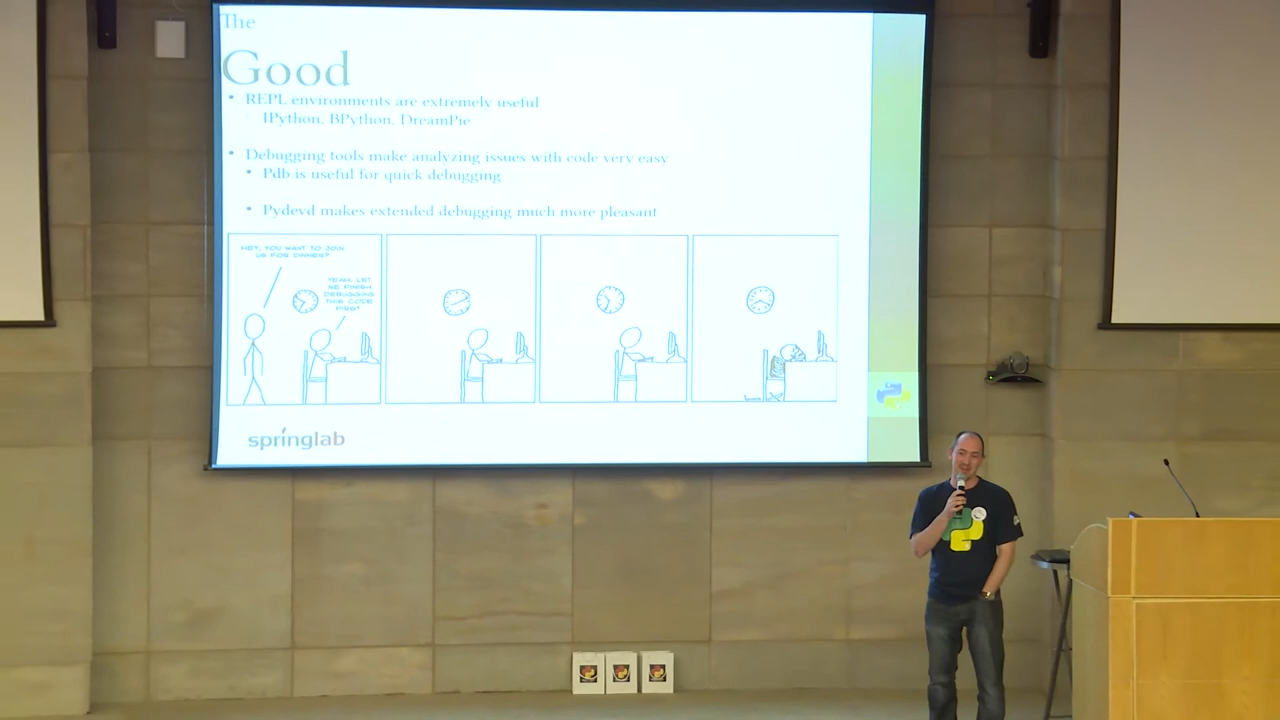 The
Good
• REPL environments are extremely useful
IPython, BPython, DreamPie
• Debugging tools make analyzing issues with code very easy
• Pdb is useful for quick debugging
• Pydevd makes extended debugging much more pleasant
HEY, YOU WANT TO JOIN
US FOR DINNER?
YEAH, LET
ME FINISH
DEBUGGING
THIS CODE
FIRST
springlab